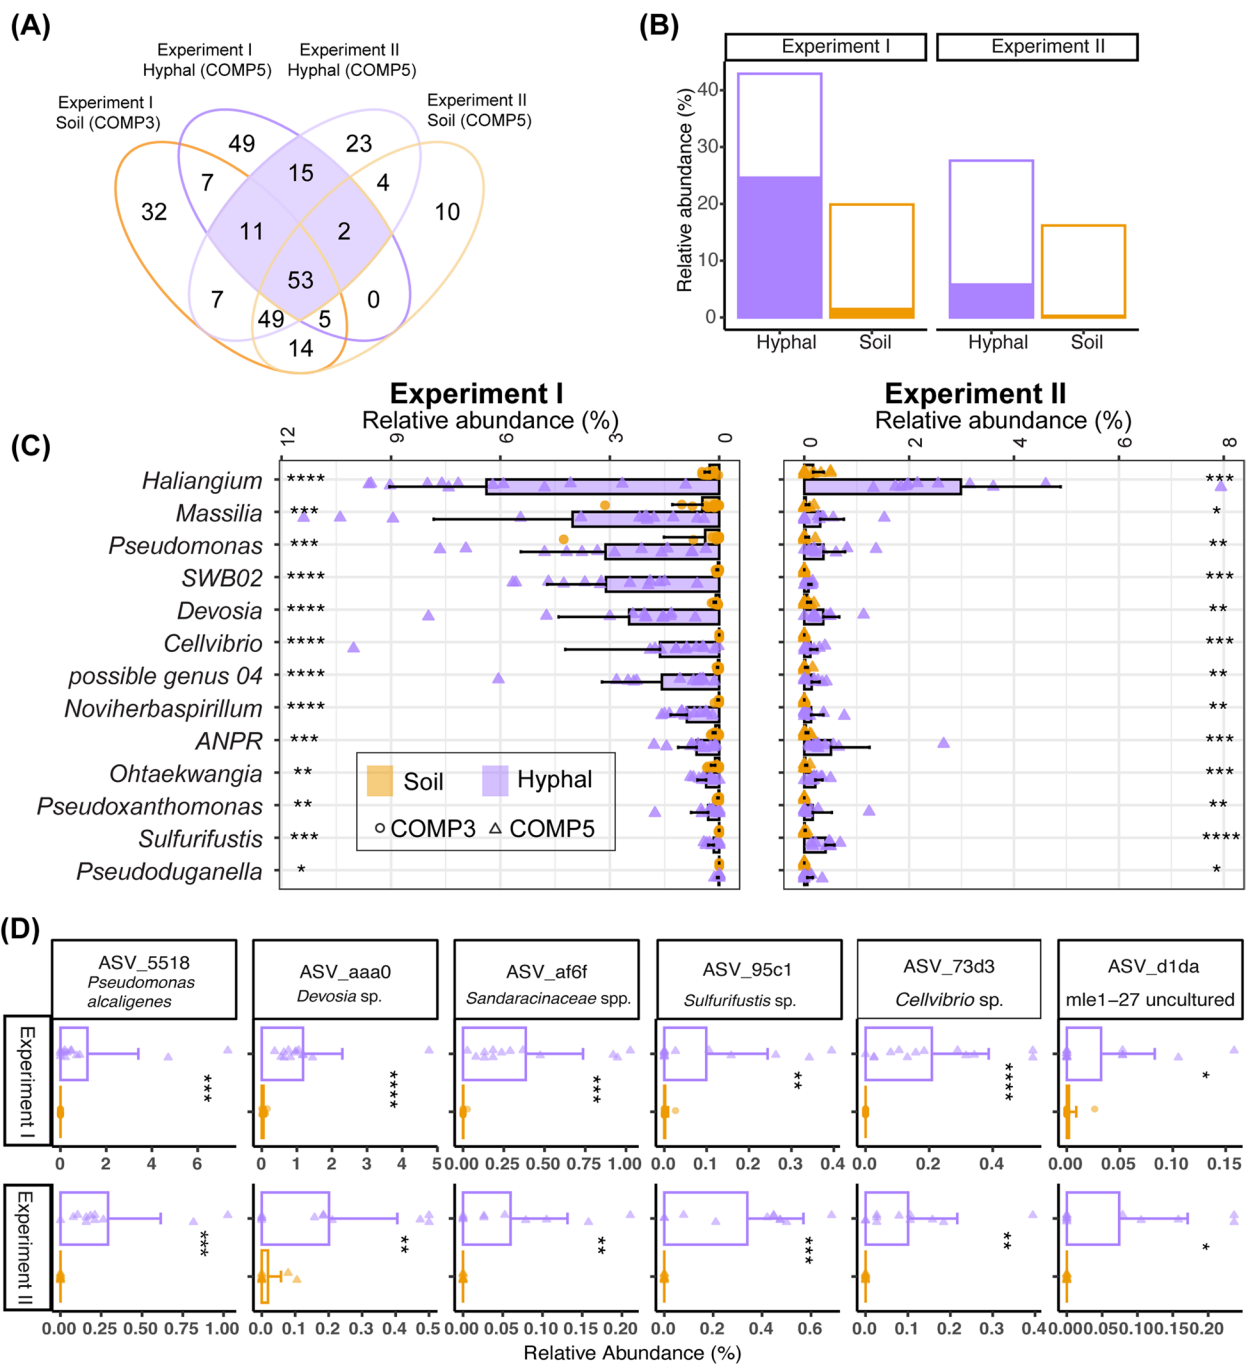 (A)
Experiment I
Hyphal (COMP5)
Experiment II
Hyphal (COMP5)
Experiment I
Soil (COMP3)
Experiment II
Soil (COMP5)
49
23
7
15
4
32
10
11
2
53
7
0
49
5
14
(B)
Experiment I
Experiment II
Relative abundance (%)
40
30
20
10
0
Hyphal
Soil
Hyphal
Soil
(C)
Experiment I
Relative abundance (%)
12
9
6
3
0
Experiment II
Relative abundance (%)
0
2
4
6
8
Haliangium
**** ***
Massilia
*** *
Pseudomonas
*** **
SWB02
**** ***
Devosia
**** **
Cellvibrio
**** ***
possible genus 04
**** **
Noviherbaspirillum
**** **
ANPR
*** ***
Ohtaekwangia
** ***
Pseudoxanthomonas
** **
Sulfurifustis
*** ****
Pseudoduganella
* *
Soil
Hyphal
COMP3
COMP5
(D)
ASV_5518
Pseudomonas
alcaligenes
ASV_aaa0
Devosia sp.
ASV_af6f
Sandaracinaceae spp.
ASV_95c1
Sulfurifustis sp.
ASV_73d3
Cellvibrio sp.
ASV_d1da
mle1−27 uncultured
Experiment I
***
****
***
**
****
*
0 2 4 6
0 1 2 3 4 5
0.00 0.25 0.50 0.75 1.00
0.0 0.1 0.2 0.3 0.4
0.0 0.2 0.4
0.00 0.05 0.10 0.15
Experiment II
***
**
**
***
**
*
0.00 0.25 0.50 0.75 1.00
0.0 0.1 0.2 0.3 0.4 0.5
0.00 0.05 0.10 0.15 0.20
0.0 0.2 0.4 0.6
0.0 0.1 0.2 0.3 0.4
0.00 0.05 0.10 0.15 0.20
Relative Abundance (%)